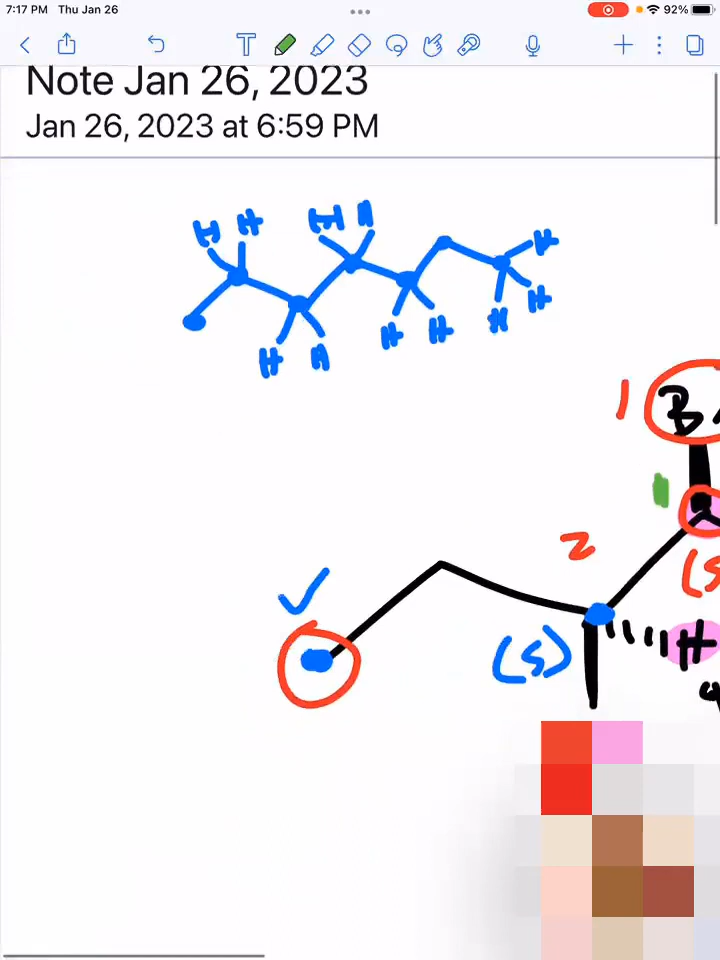 7:17 PM Thu Jan 26
92%
Note Jan 26, 2023
Jan 26, 2023 at 6:59 PM
H H H H
H
H
H H H H
H
1
2
(S)
H
(S)